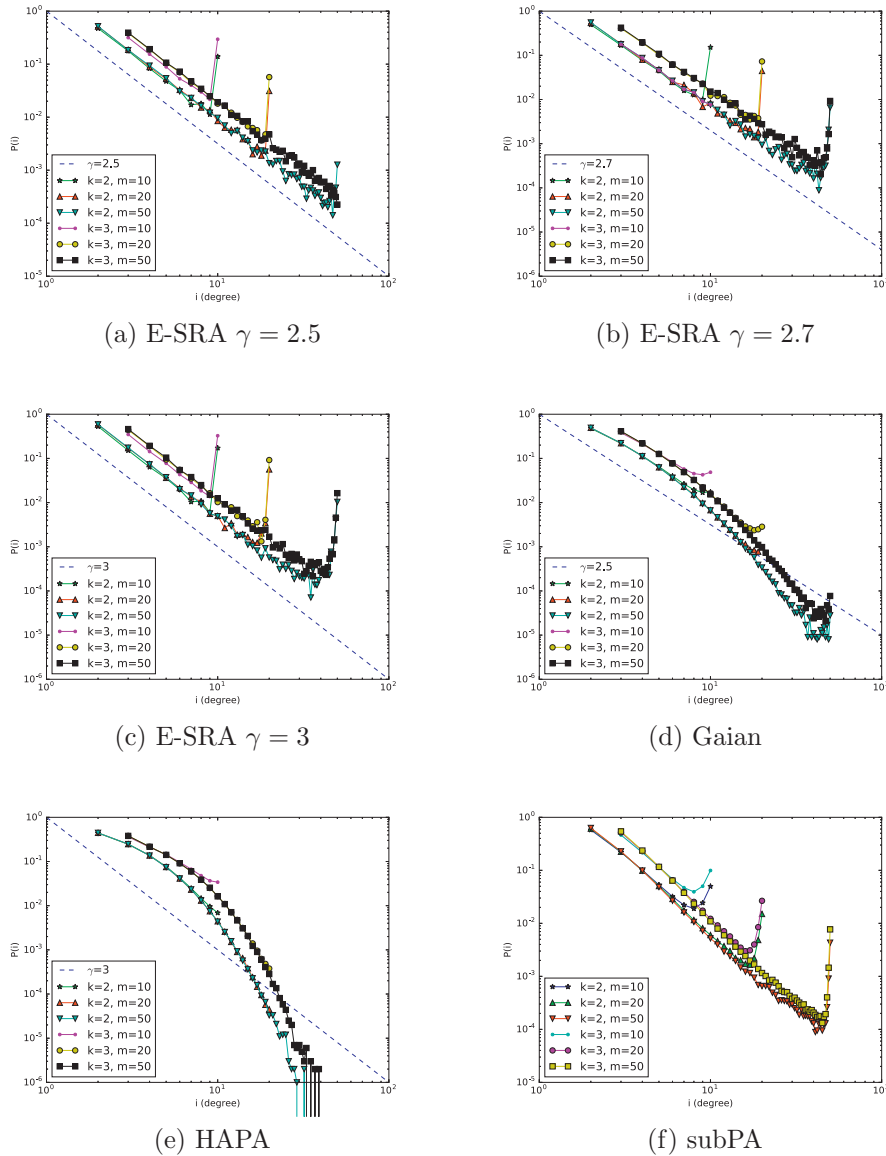 10^0
10^-1
10^-2
10^-3
10^-4
10^-5
P(i)
γ=2.5
k=2, m=10
k=2, m=20
k=2, m=50
k=3, m=10
k=3, m=20
k=3, m=50
10^0
10^1
10^2
i (degree)
(a) E-SRA γ = 2.5
10^0
10^-1
10^-2
10^-3
10^-4
10^-5
10^-6
P(i)
γ=2.7
k=2, m=10
k=2, m=20
k=2, m=50
k=3, m=10
k=3, m=20
k=3, m=50
10^0
10^1
10^2
i (degree)
(b) E-SRA γ = 2.7
10^0
10^-1
10^-2
10^-3
10^-4
10^-5
10^-6
P(i)
γ=3
k=2, m=10
k=2, m=20
k=2, m=50
k=3, m=10
k=3, m=20
k=3, m=50
10^0
10^1
10^2
i (degree)
(c) E-SRA γ = 3
10^0
10^-1
10^-2
10^-3
10^-4
10^-5
10^-6
P(i)
γ=2.5
k=2, m=10
k=2, m=20
k=2, m=50
k=3, m=10
k=3, m=20
k=3, m=50
10^0
10^1
10^2
i (degree)
(d) Gaian
10^0
10^-1
10^-2
10^-3
10^-4
10^-5
10^-6
P(i)
γ=3
k=2, m=10
k=2, m=20
k=2, m=50
k=3, m=10
k=3, m=20
k=3, m=50
10^0
10^1
10^2
i (degree)
(e) HAPA
10^0
10^-1
10^-2
10^-3
10^-4
10^-5
P(i)
k=2, m=10
k=2, m=20
k=2, m=50
k=3, m=10
k=3, m=20
k=3, m=50
10^0
10^1
10^2
i (degree)
(f) subPA